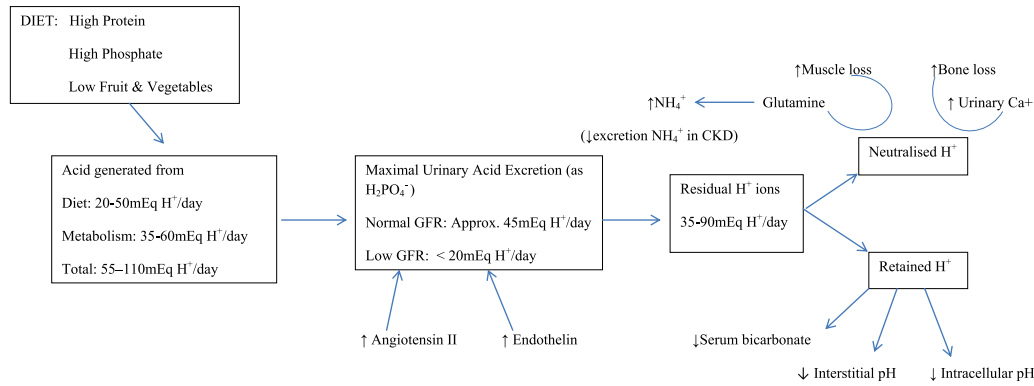 DIET: High Protein
High Phosphate
Low Fruit & Vegetables
Acid generated from
Diet: 20-50mEq H⁺/day
Metabolism: 35-60mEq H⁺/day
Total: 55–110mEq H⁺/day
Maximal Urinary Acid Excretion (as
H₂PO₄⁻)
Normal GFR: Approx. 45mEq H⁺/day
Low GFR: < 20mEq H⁺/day
↑ Angiotensin II
↑ Endothelin
Residual H⁺ ions
35-90mEq H⁺/day
↑Muscle loss
↑Bone loss
↑NH₄⁺
Glutamine
↑ Urinary Ca+
(↓excretion NH₄⁺ in CKD)
Neutralised H⁺
Retained H⁺
↓Serum bicarbonate
↓ Interstitial pH
↓ Intracellular pH